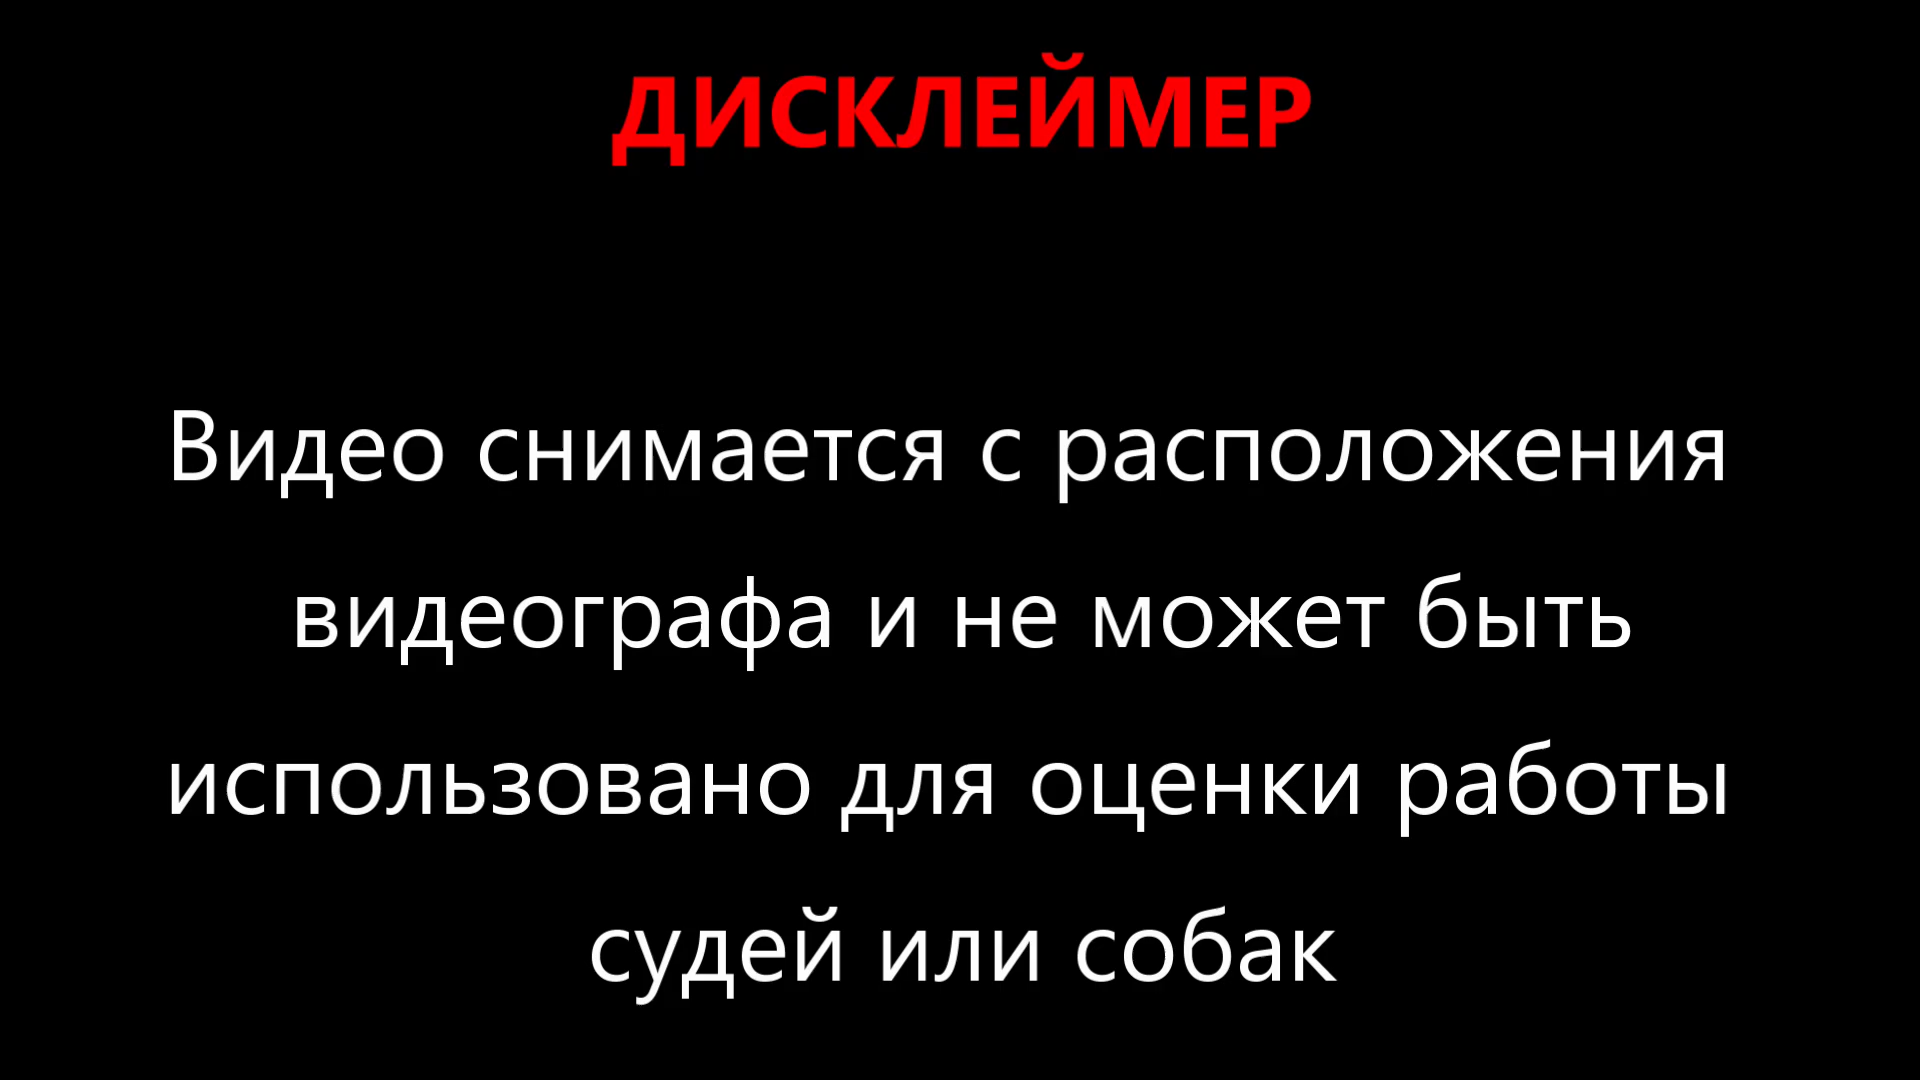 ДИСКЛЕЙМЕР
Видео снимается с расположения
видеографа и не может быть
использовано для оценки работы
судей или собак